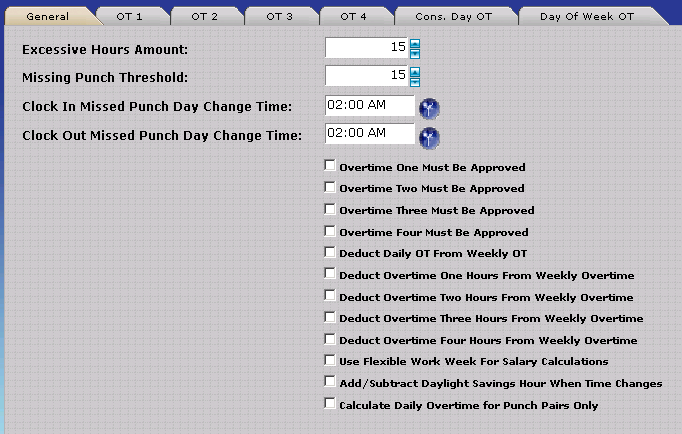 General OT 1 OT 2 OT 3 OT 4 Cons. Day OT Day Of Week OT
Excessive Hours Amount: 15
Missing Punch Threshold: 15
Clock In Missed Punch Day Change Time: 02:00 AM
Clock Out Missed Punch Day Change Time: 02:00 AM
Overtime One Must Be Approved
Overtime Two Must Be Approved
Overtime Three Must Be Approved
Overtime Four Must Be Approved
Deduct Daily OT From Weekly OT
Deduct Overtime One Hours From Weekly Overtime
Deduct Overtime Two Hours From Weekly Overtime
Deduct Overtime Three Hours From Weekly Overtime
Deduct Overtime Four Hours From Weekly Overtime
Use Flexible Work Week For Salary Calculations
Add/Subtract Daylight Savings Hour When Time Changes
Calculate Daily Overtime for Punch Pairs Only